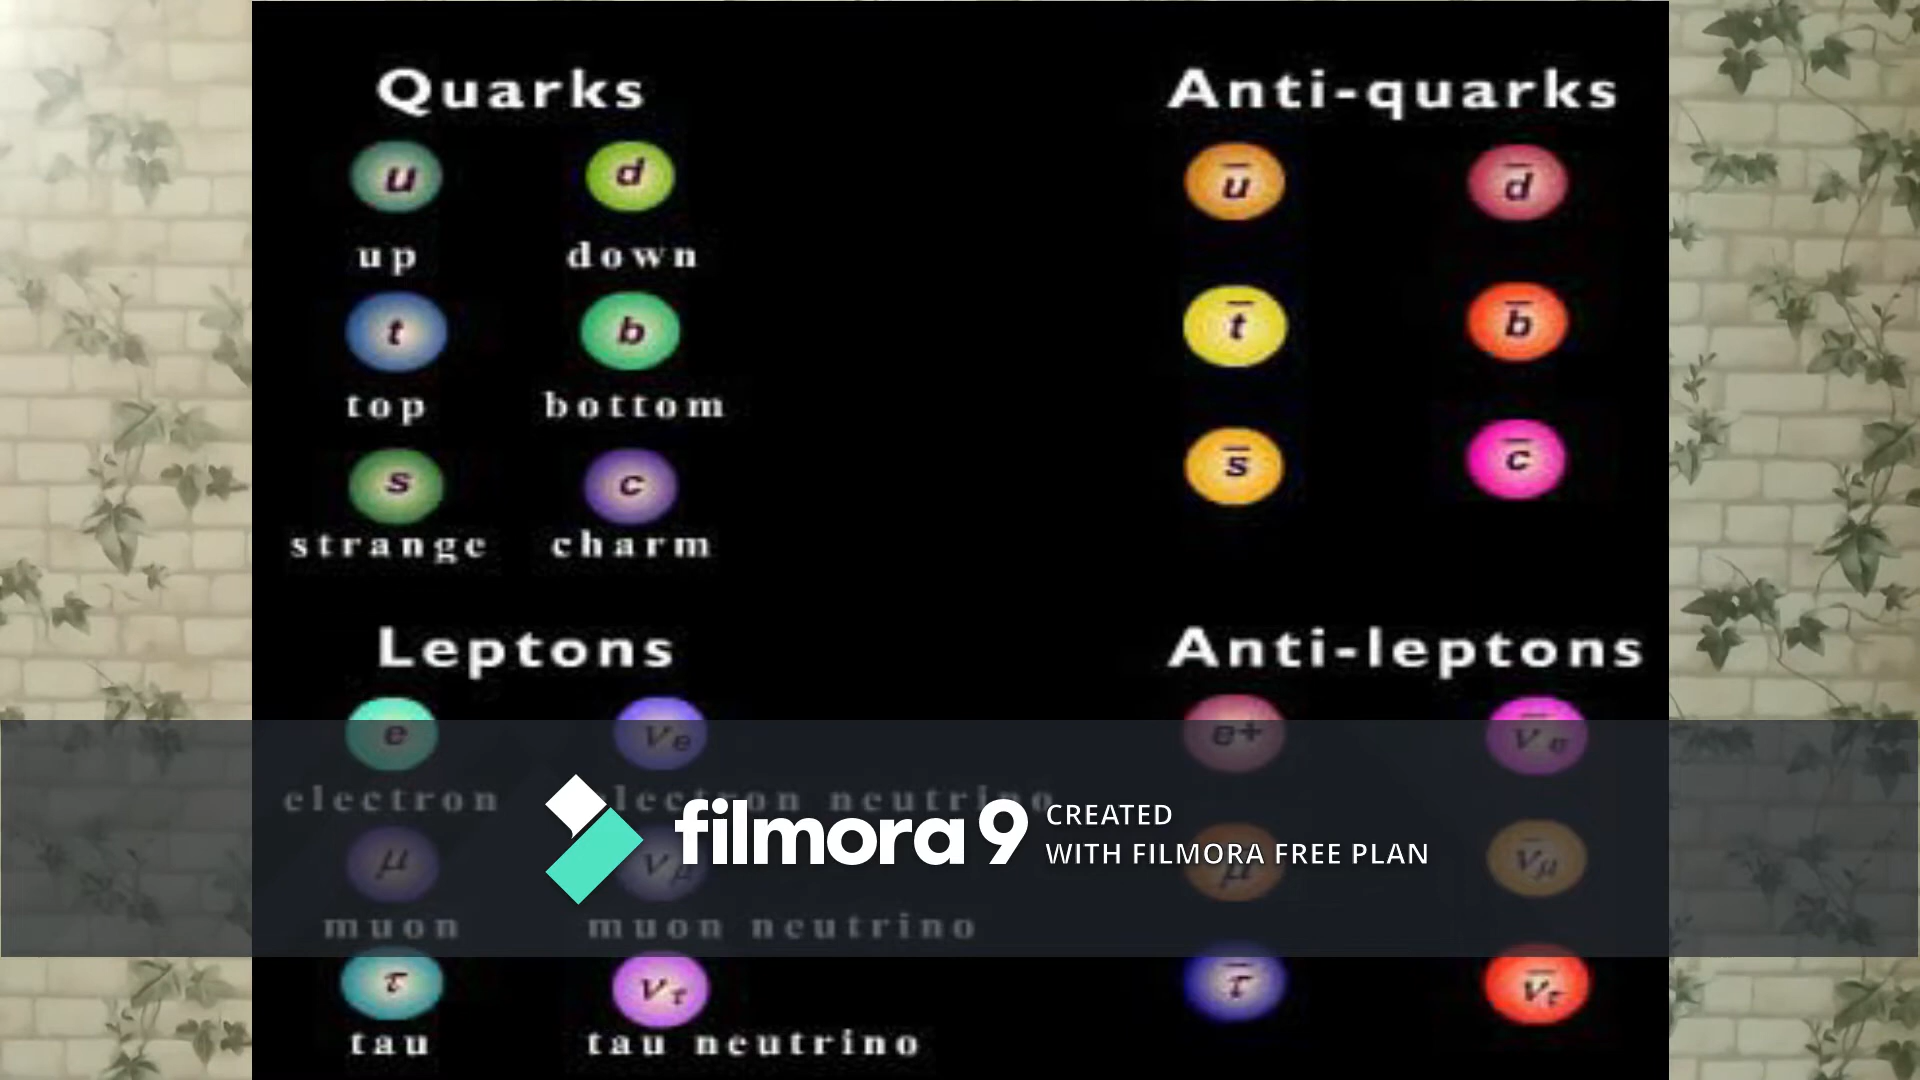 Quarks Anti-quarks
u d u̅ d̅
up down
t b t̅ b̅
top bottom
s c s̅ c̅
strange charm
Leptons Anti-leptons
e νe e+ ν̅e
electron electron neutrino
μ νμ μ̅ ν̅μ
filmora9 CREATED
WITH FILMORA FREE PLAN
muon muon neutrino
τ ντ τ̅ ν̅τ
tau tau neutrino